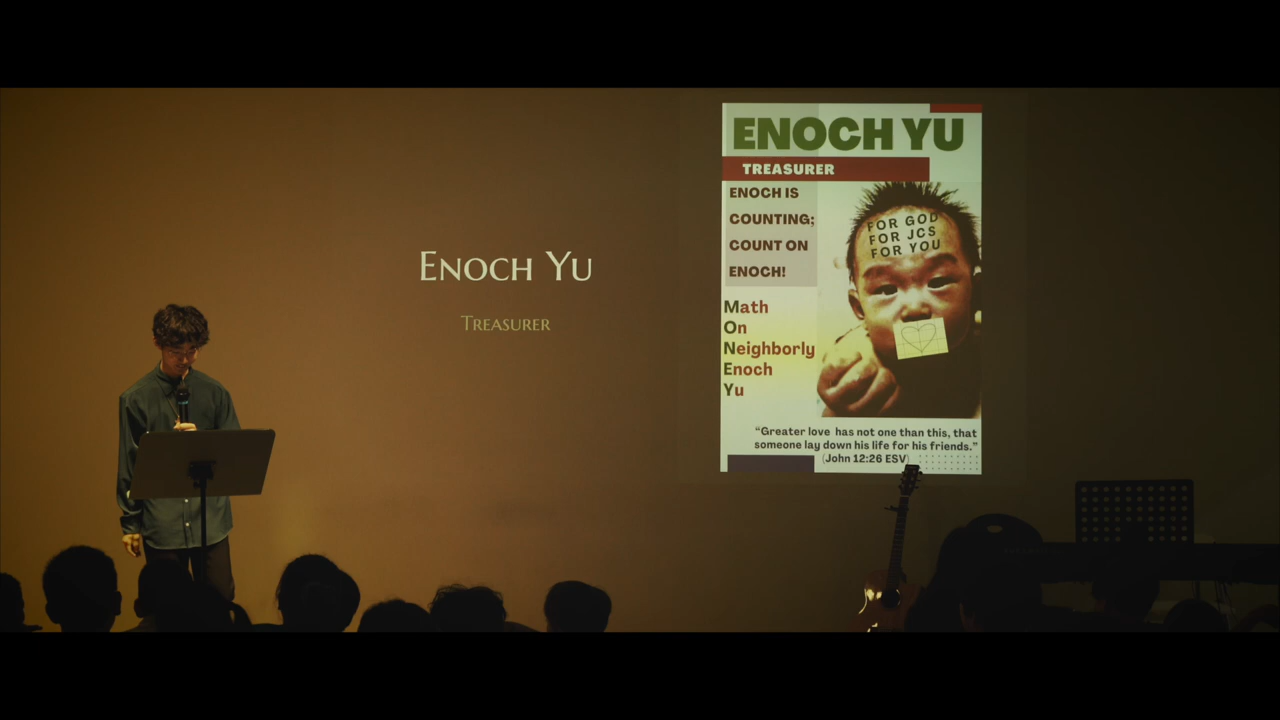 Enoch Yu
Treasurer
ENOCH YU
TREASURER
ENOCH IS
COUNTING;
COUNT ON
ENOCH!
FOR GOD
FOR JCS
FOR YOU
Math
On
Neighborly
Enoch
Yu
“Greater love has not one than this, that
someone lay down his life for his friends.”
(John 12:26 ESV)